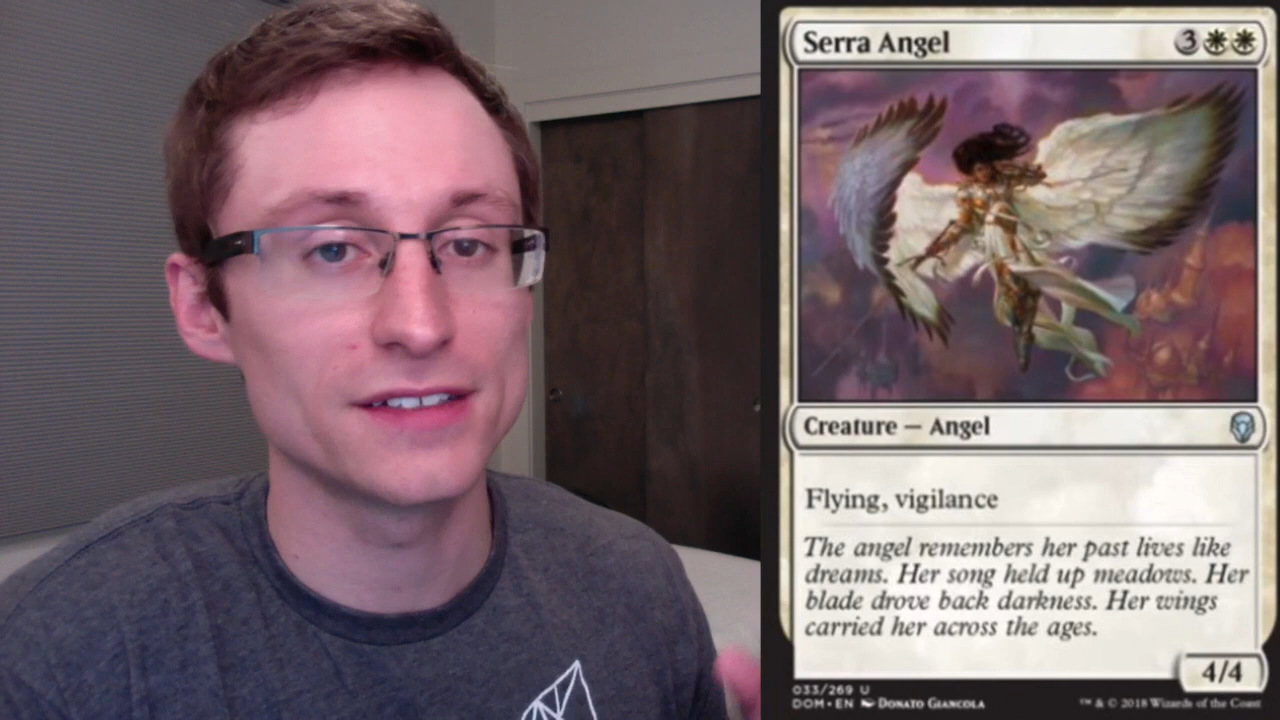 Serra Angel 3
Creature — Angel
Flying, vigilance
The angel remembers her past lives like
dreams. Her song held up meadows. Her
blade drove back darkness. Her wings
carried her across the ages.
4/4
033/269 U
DOM • EN Donato Giancola
™ & © 2018 Wizards of the Coast